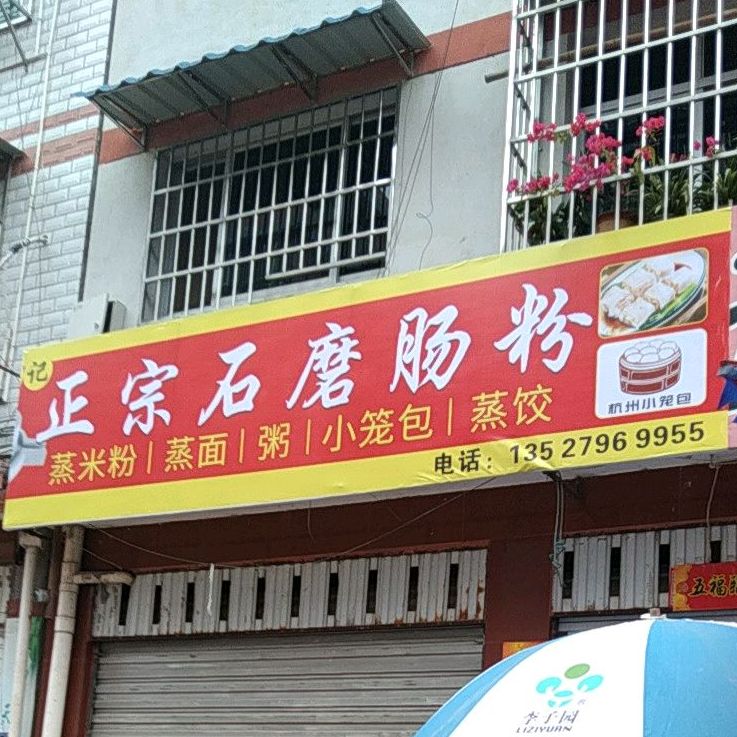 记
正宗石磨肠粉
蒸米粉|蒸面|粥|小笼包|蒸饺
杭州小笼包
电话：135 2796 9955
五福
李子园
LIZIYUAN